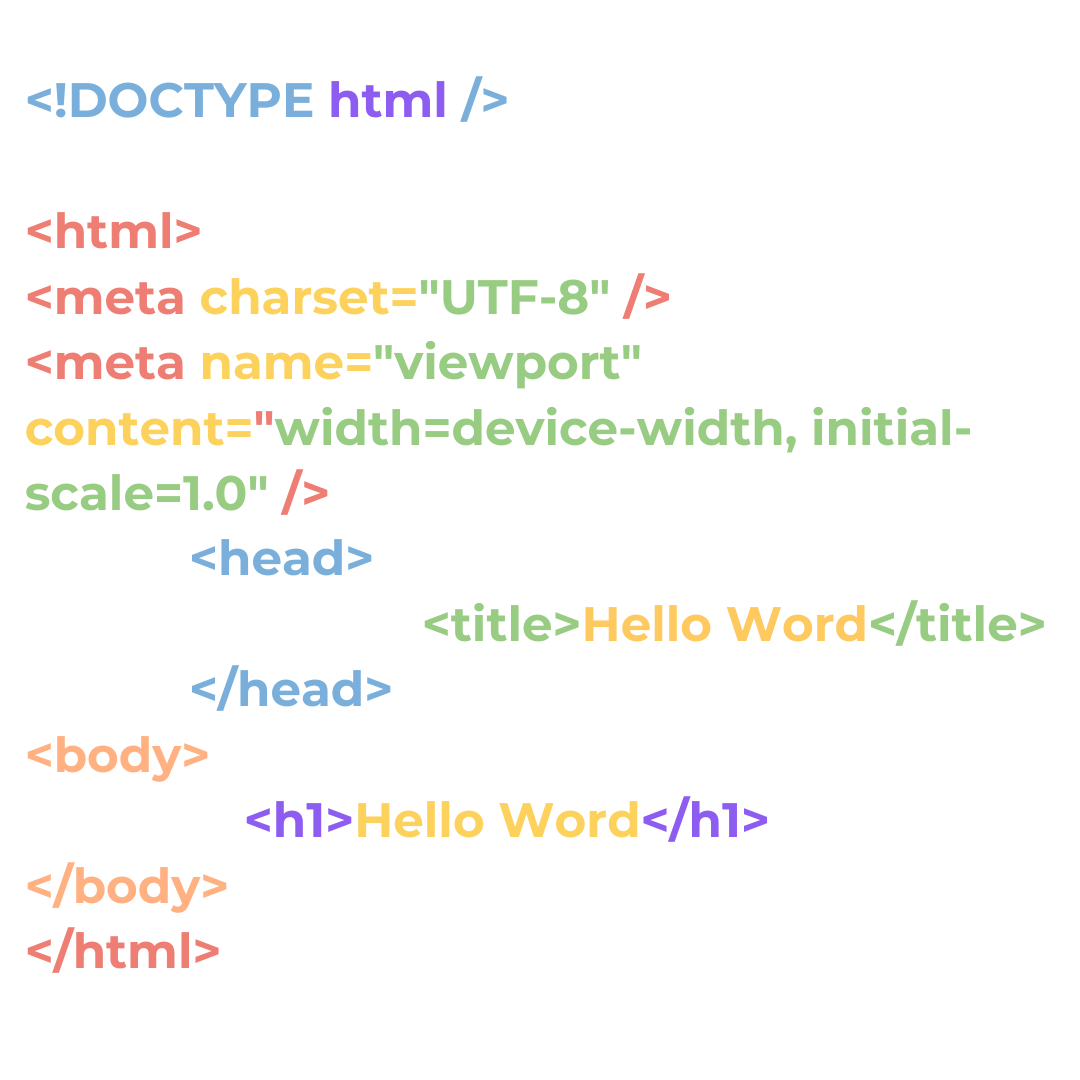 <!DOCTYPE html />
<html>
<meta charset="UTF-8" />
<meta name="viewport"
content="width=device-width, initial-
scale=1.0" />
<head>
<title>Hello Word</title>
</head>
<body>
<h1>Hello Word</h1>
</body>
</html>